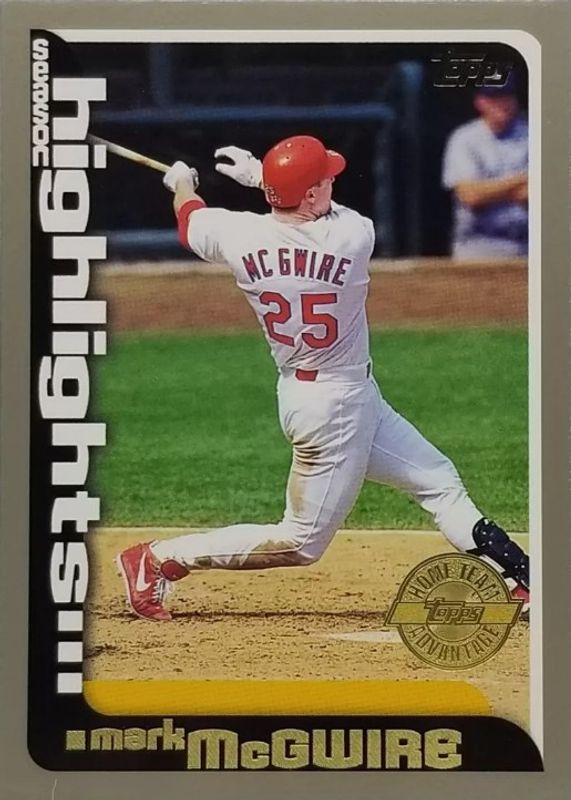 Topps
season
highlights...
McGWIRE
25
HOME TEAM
Topps
ADVANTAGE
mark McGWIRE